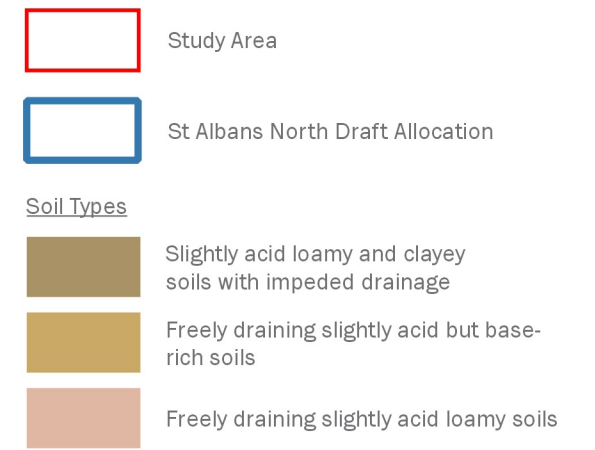 Study Area
St Albans North Draft Allocation
Soil Types
Slightly acid loamy and clayey
soils with impeded drainage
Freely draining slightly acid but base-
rich soils
Freely draining slightly acid loamy soils